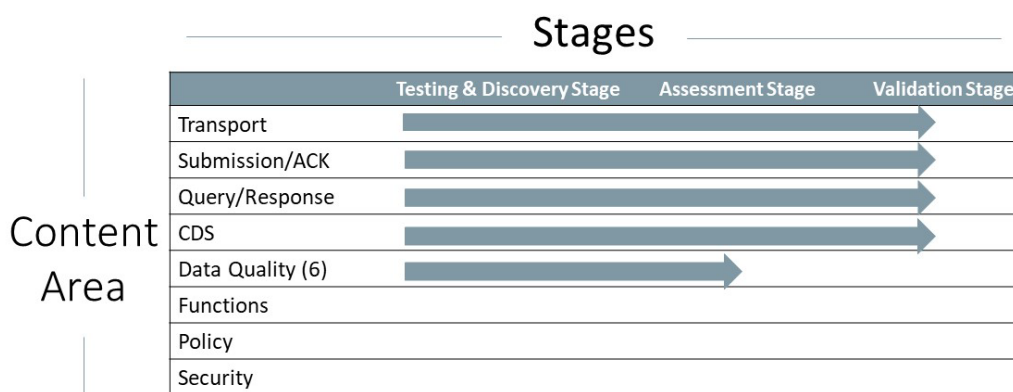 Stages
Testing & Discovery Stage Assessment Stage Validation Stage
Transport
Submission/ACK
Query/Response
Content Area
CDS
Data Quality (6)
Functions
Policy
Security